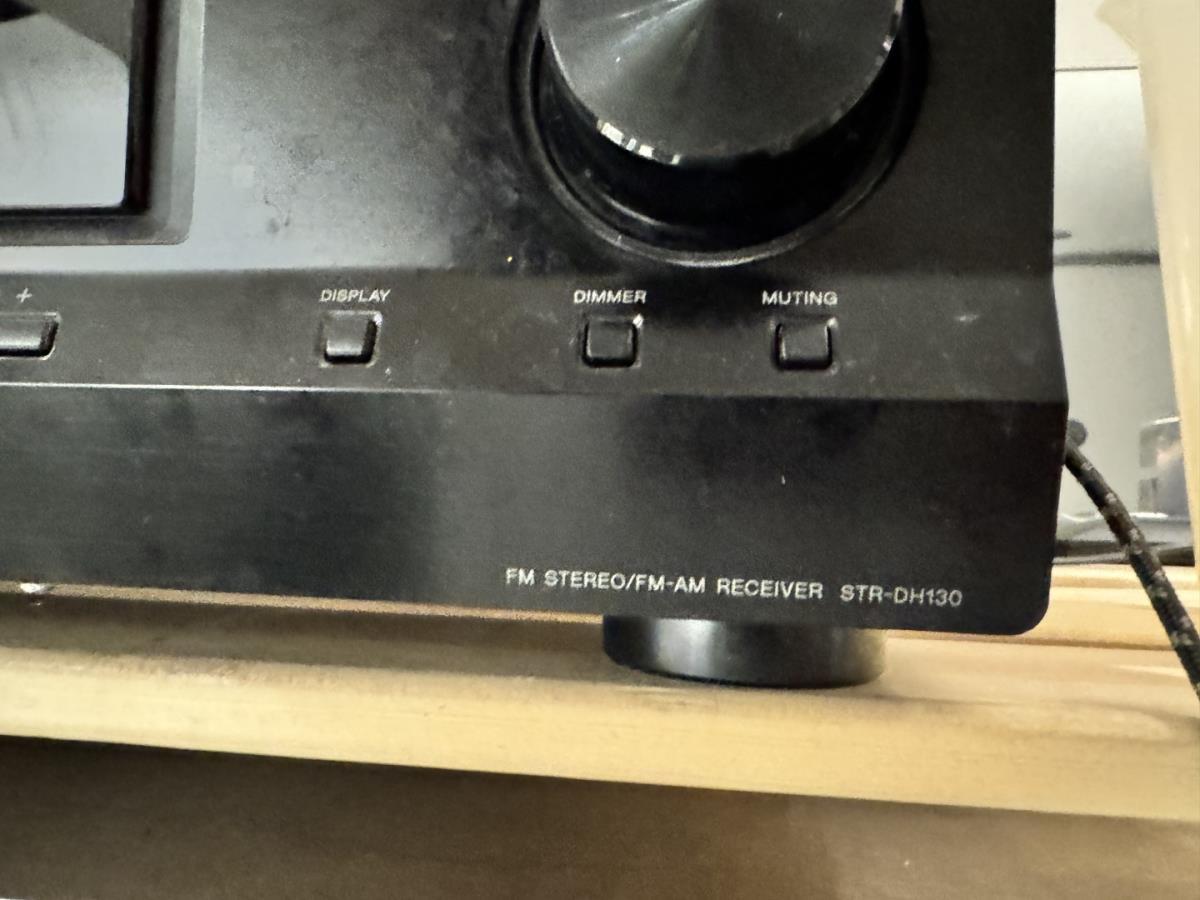 +
DISPLAY
DIMMER
MUTING
FM STEREO/FM-AM RECEIVER STR-DH130